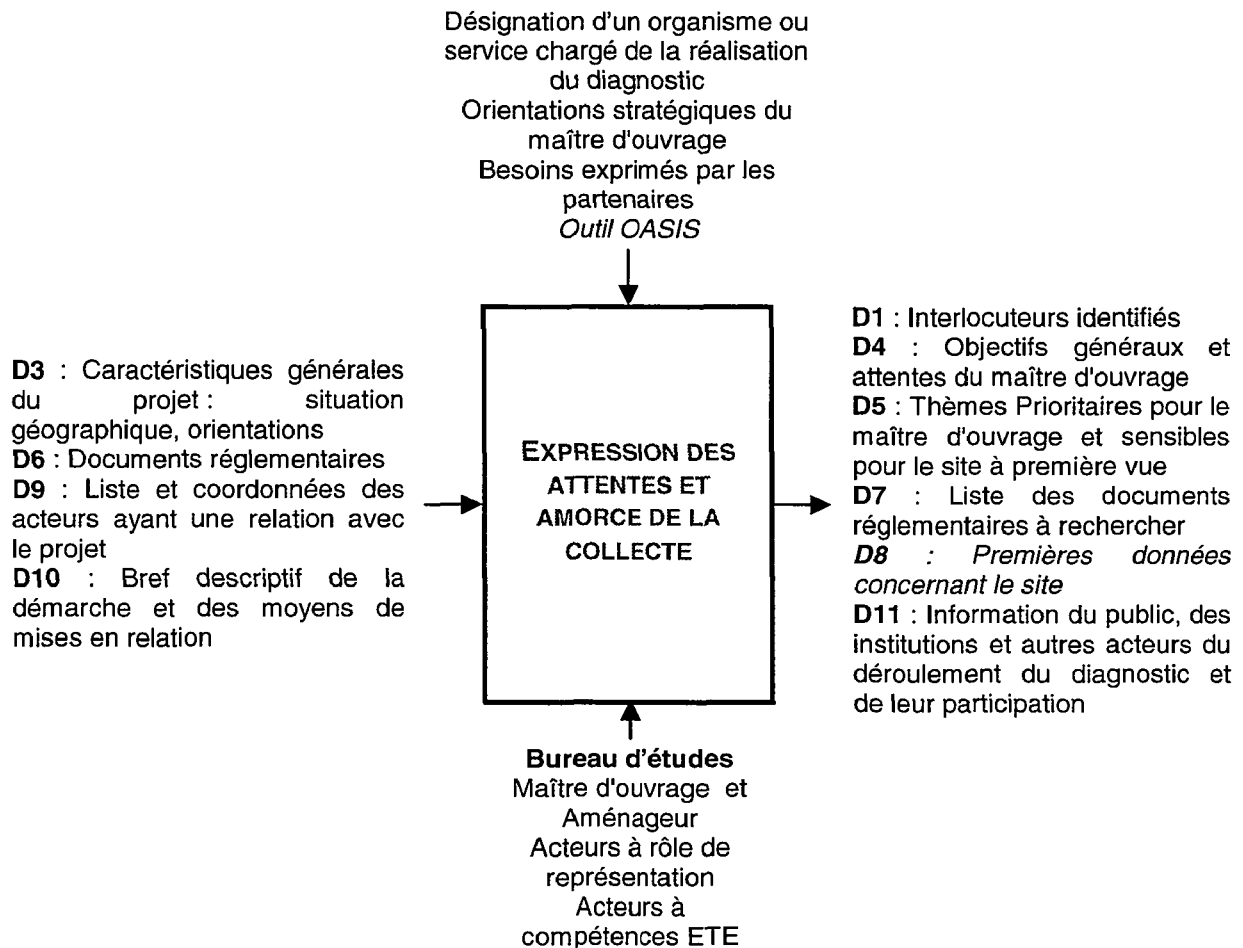 Désignation d'un organisme ou
service chargé de la réalisation
du diagnostic
Orientations stratégiques du
maître d'ouvrage
Besoins exprimés par les
partenaires
Outil OASIS
D3 : Caractéristiques générales
du projet : situation
géographique, orientations
D6 : Documents réglementaires
D9 : Liste et coordonnées des
acteurs ayant une relation avec
le projet
D10 : Bref descriptif de la
démarche et des moyens de
mises en relation
EXPRESSION DES
ATTENTES ET
AMORCE DE LA
COLLECTE
D1 : Interlocuteurs identifiés
D4 : Objectifs généraux et
attentes du maître d'ouvrage
D5 : Thèmes Prioritaires pour le
maître d'ouvrage et sensibles
pour le site à première vue
D7 : Liste des documents
réglementaires à rechercher
D8 : Premières données
concernant le site
D11 : Information du public, des
institutions et autres acteurs du
déroulement du diagnostic et
de leur participation
Bureau d'études
Maître d'ouvrage et
Aménageur
Acteurs à rôle de
représentation
Acteurs à
compétences ETE